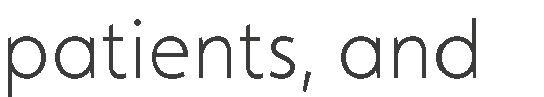 patients, and